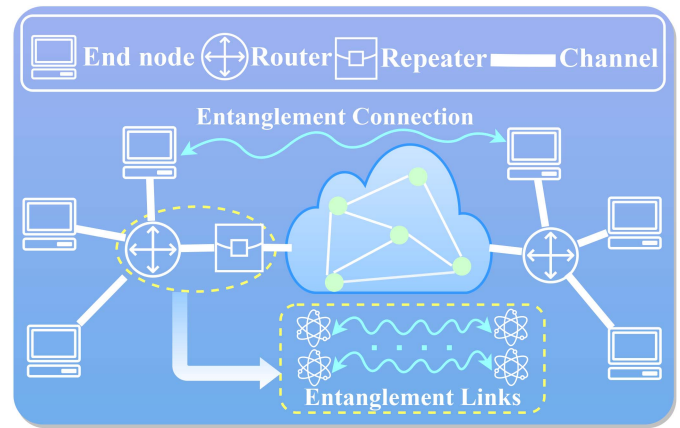 End node Router Repeater Channel
Entanglement Connection
Entanglement Links